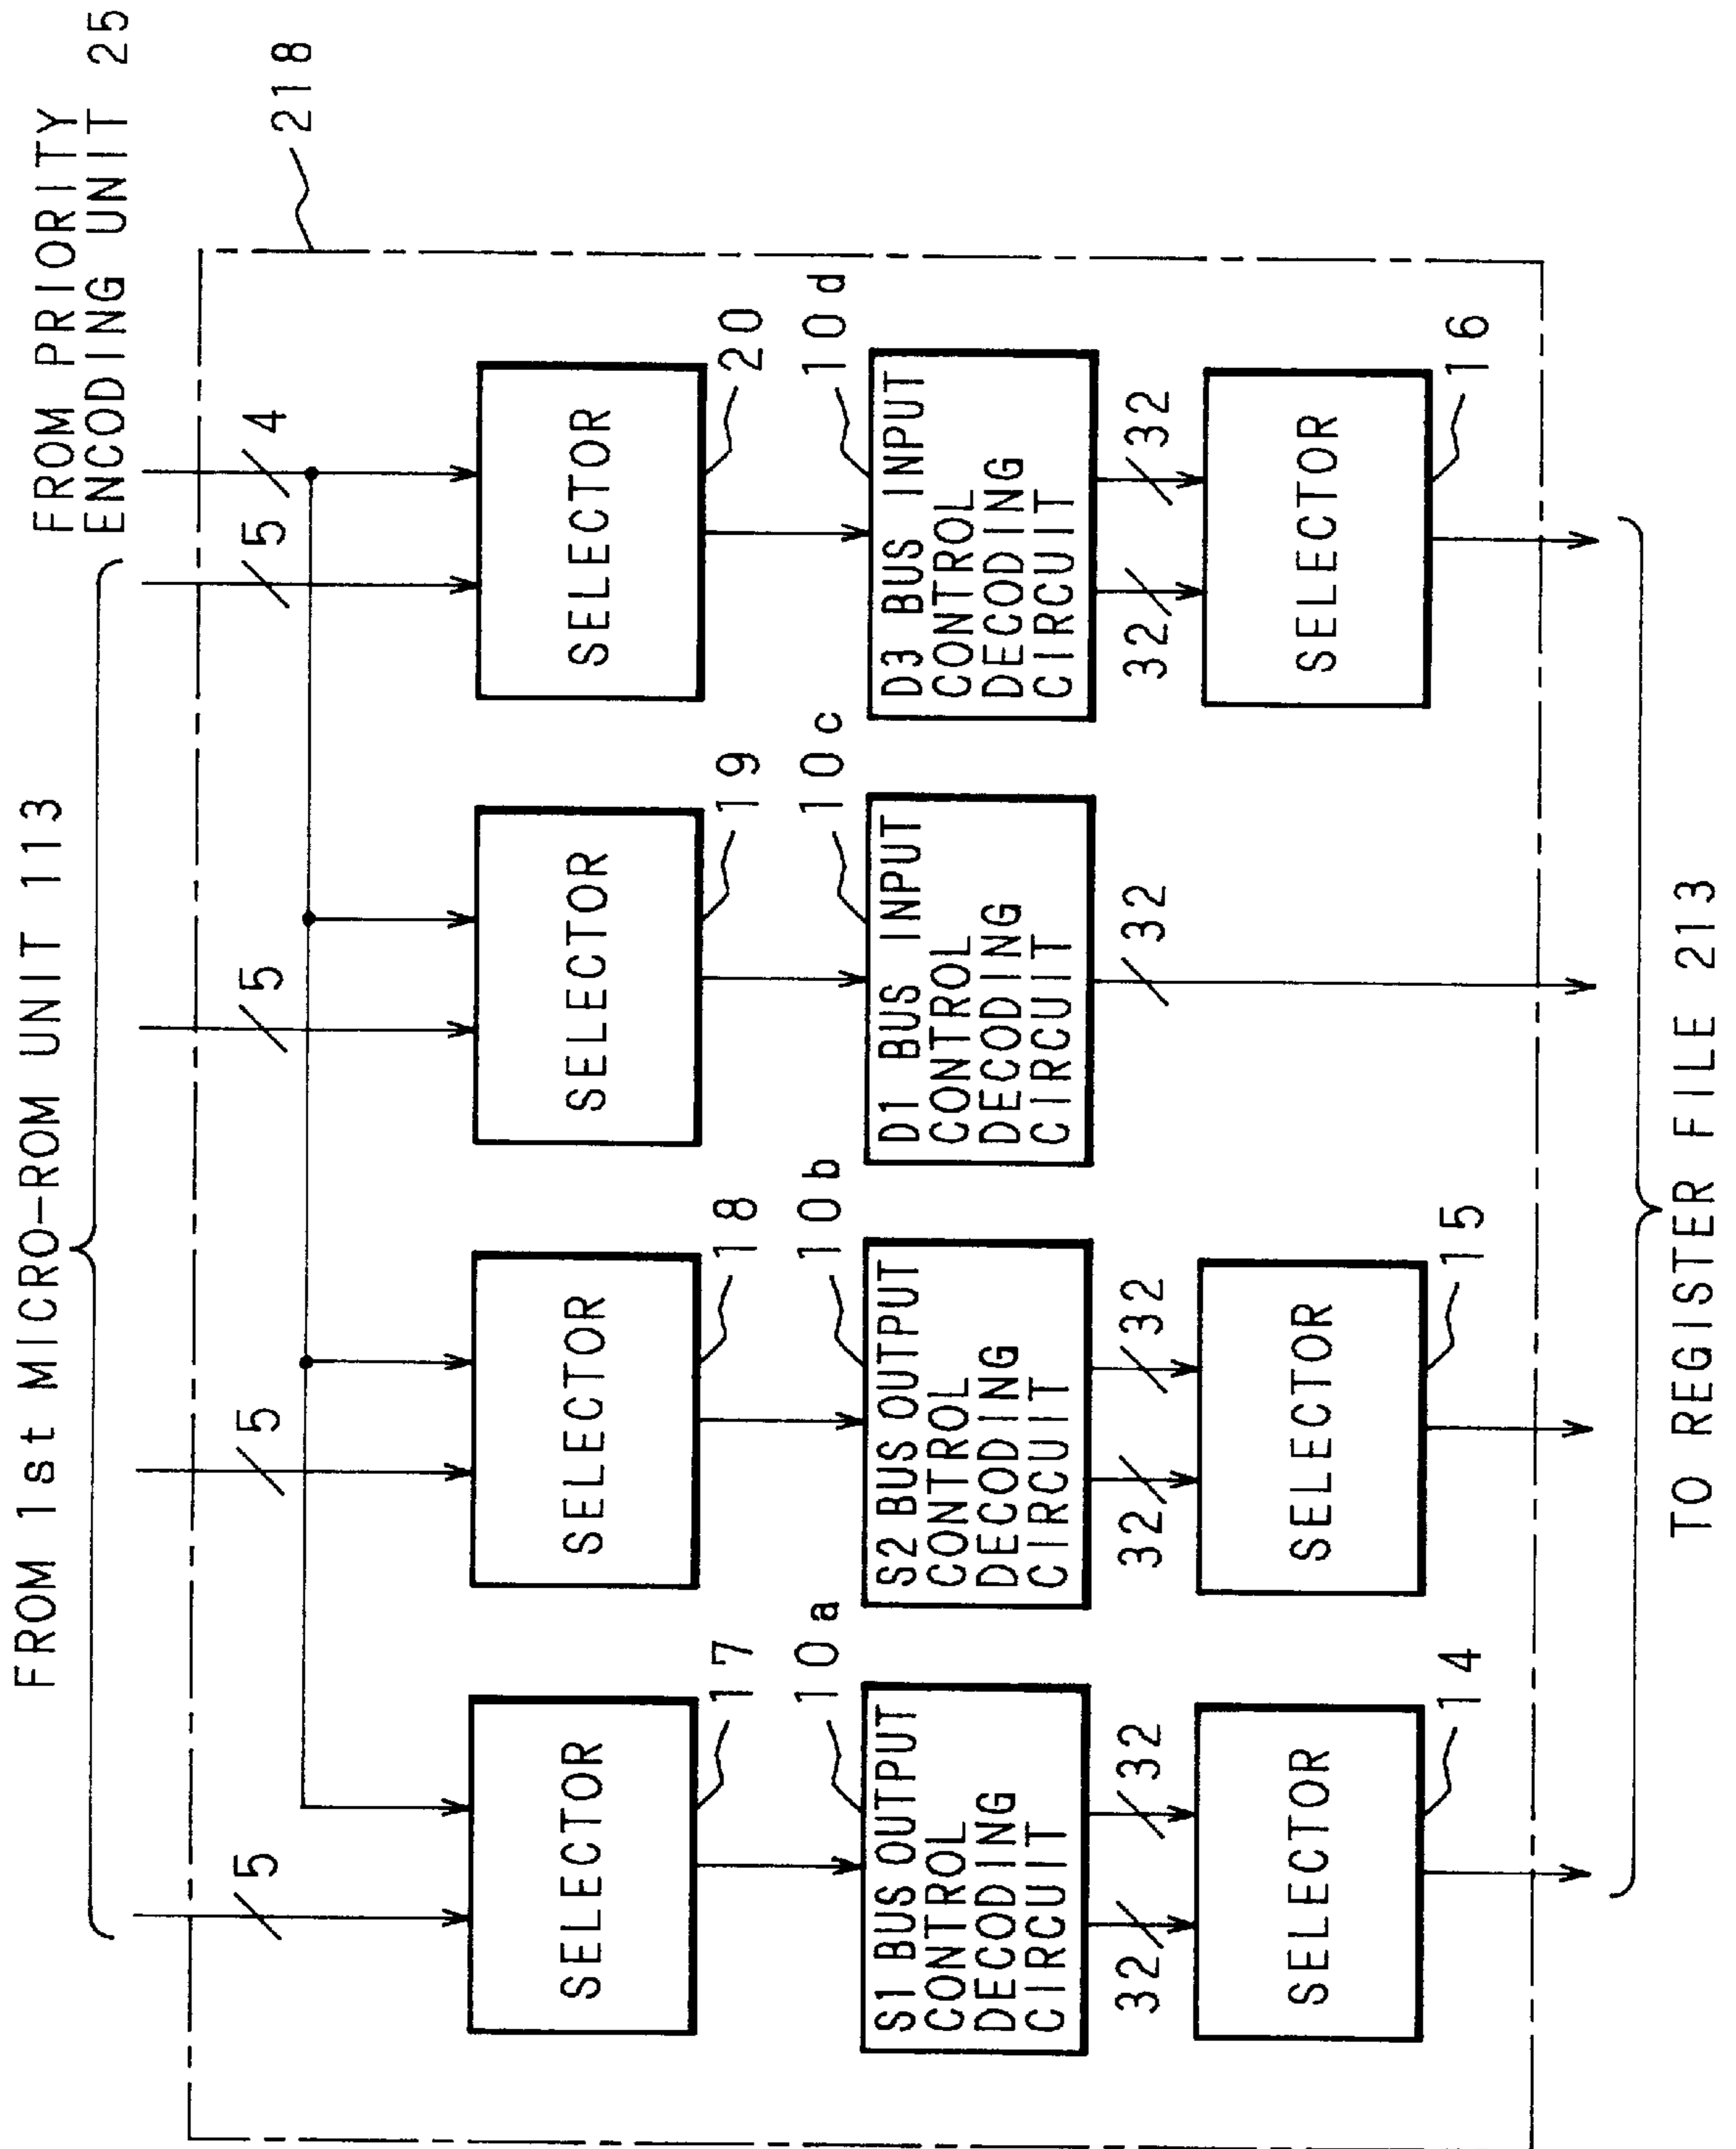 FROM PRIORITY
ENCODING UNIT 25
FROM 1st MICRO-ROM UNIT 113
218
5
5
5
5
4
SELECTOR
SELECTOR
SELECTOR
SELECTOR
17
18
19
20
10a
10b
10c
10d
S1 BUS OUTPUT
CONTROL
DECODING
CIRCUIT
S2 BUS OUTPUT
CONTROL
DECODING
CIRCUIT
D1 BUS INPUT
CONTROL
DECODING
CIRCUIT
D3 BUS INPUT
CONTROL
DECODING
CIRCUIT
32
32
32
32
32
32
32
SELECTOR
SELECTOR
SELECTOR
14
15
16
TO REGISTER FILE 213